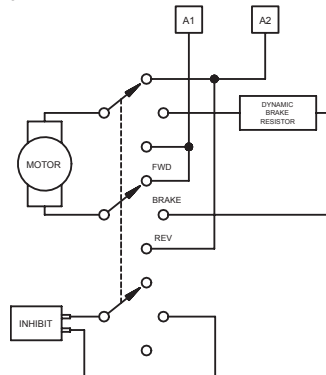 A1
A2
DYNAMIC
BRAKE
RESISTOR
MOTOR
FWD
BRAKE
REV
INHIBIT